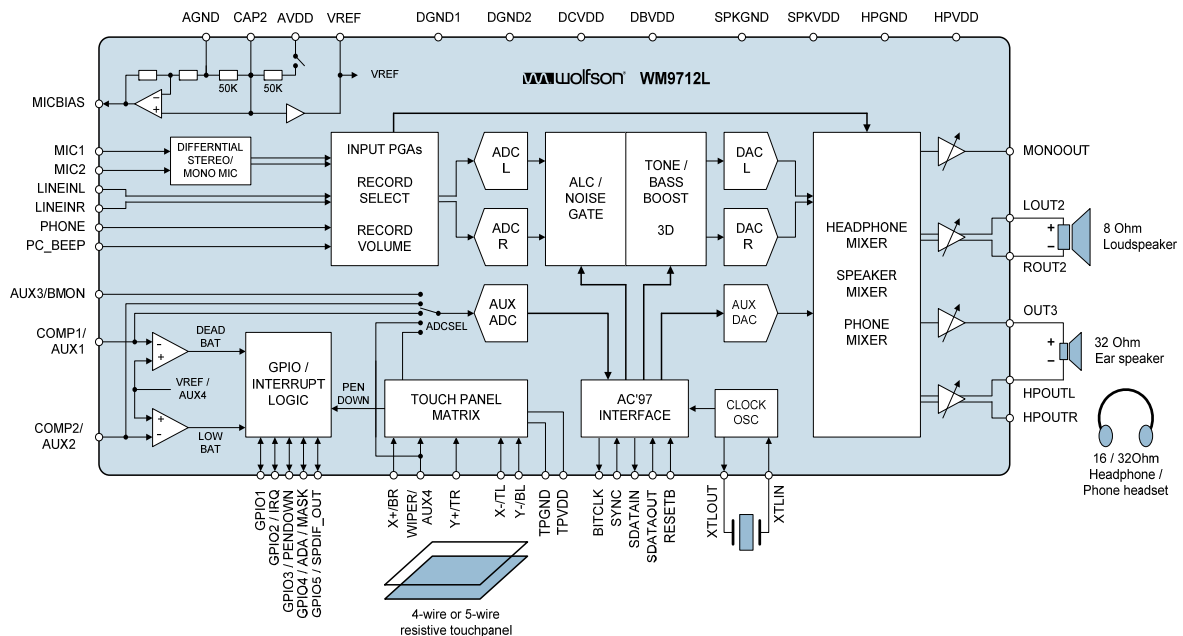 AGND CAP2 AVDD VREF DGND1 DGND2 DCVDD DBVDD SPKGND SPKVDD HPGND HPVDD
wolfson WM9712L
VREF
50K 50K
MICBIAS
MIC1
MIC2
LINEINL
LINEINR
PHONE
PC_BEEP
DIFFERNTIAL
STEREO/
MONO MIC
INPUT PGAs
RECORD
SELECT
RECORD
VOLUME
ADC
L
ADC
R
ALC /
NOISE
GATE
TONE /
BASS
BOOST
3D
DAC
L
DAC
R
HEADPHONE
MIXER
SPEAKER
MIXER
PHONE
MIXER
MONOOUT
LOUT2
+
−
ROUT2
8 Ohm
Loudspeaker
AUX3/BMON
COMP1/
AUX1
COMP2/
AUX2
DEAD
BAT
VREF /
AUX4
LOW
BAT
-
+
+
-
−
+
GPIO /
INTERRUPT
LOGIC
PEN
DOWN
ADCSEL
AUX
ADC
AUX
DAC
TOUCH PANEL
MATRIX
AC'97
INTERFACE
CLOCK
OSC
OUT3
+
−
32 Ohm
Ear speaker
HPOUTL
HPOUTR
16 / 32Ohm
Headphone /
Phone headset
GPIO1
GPIO2 / IRQ
GPIO3 / PENDOWN
GPIO4 / ADA / MASK
GPIO5 / SPDIF_OUT
X+/BR
WIPER/
AUX4
Y+/TR
X-/TL
Y-/BL
TPGND
TPVDD
BITCLK
SYNC
SDATAIN
SDATAOUT
RESETB
XTLOUT
XTLIN
4-wire or 5-wire
resistive touchpanel